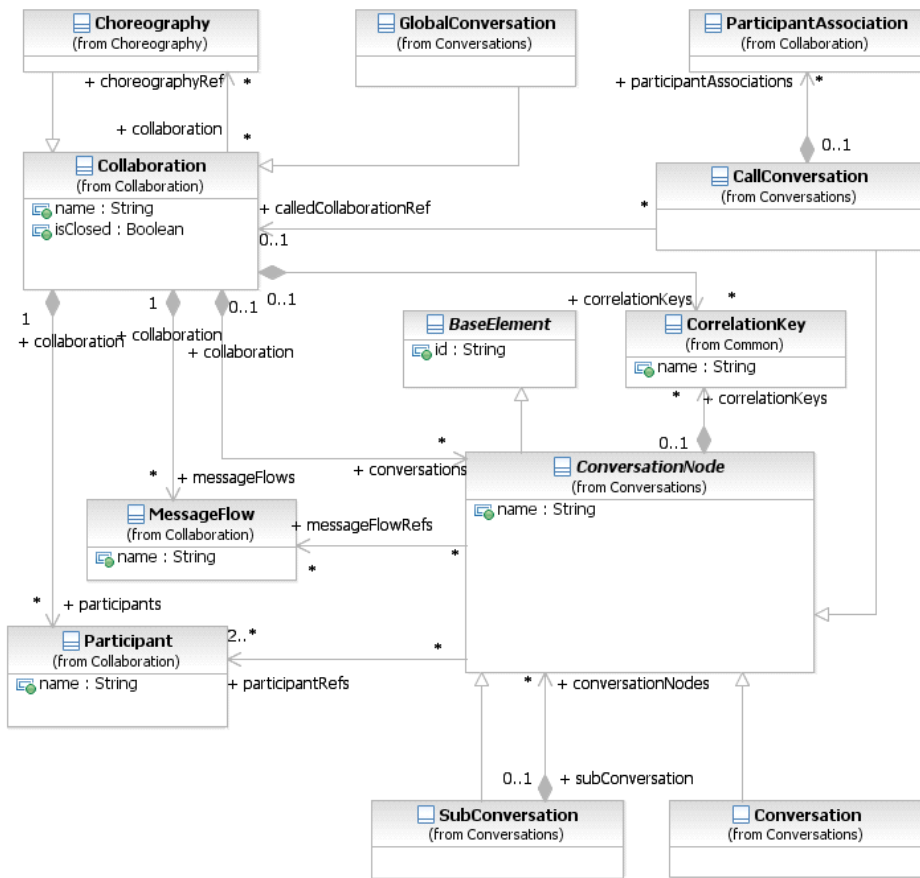 Choreography
(from Choreography)
GlobalConversation
(from Conversations)
ParticipantAssociation
(from Collaboration)
+ choreographyRef
*
+ participantAssociations
*
+ collaboration
*
0..1
Collaboration
(from Collaboration)
name : String
isClosed : Boolean
CallConversation
(from Conversations)
+ calledCollaborationRef
*
0..1
1
+ collaboration
1
+ collaboration
0..1
+ collaboration
0..1
+ correlationKeys
*
BaseElement
id : String
CorrelationKey
(from Common)
name : String
*
+ correlationKeys
0..1
*
+ conversations
ConversationNode
(from Conversations)
name : String
*
+ messageFlows
MessageFlow
(from Collaboration)
name : String
+ messageFlowRefs
*
*
*
+ participants
Participant
(from Collaboration)
name : String
2..*
*
+ participantRefs
*
+ conversationNodes
0..1
+ subConversation
SubConversation
(from Conversations)
Conversation
(from Conversations)